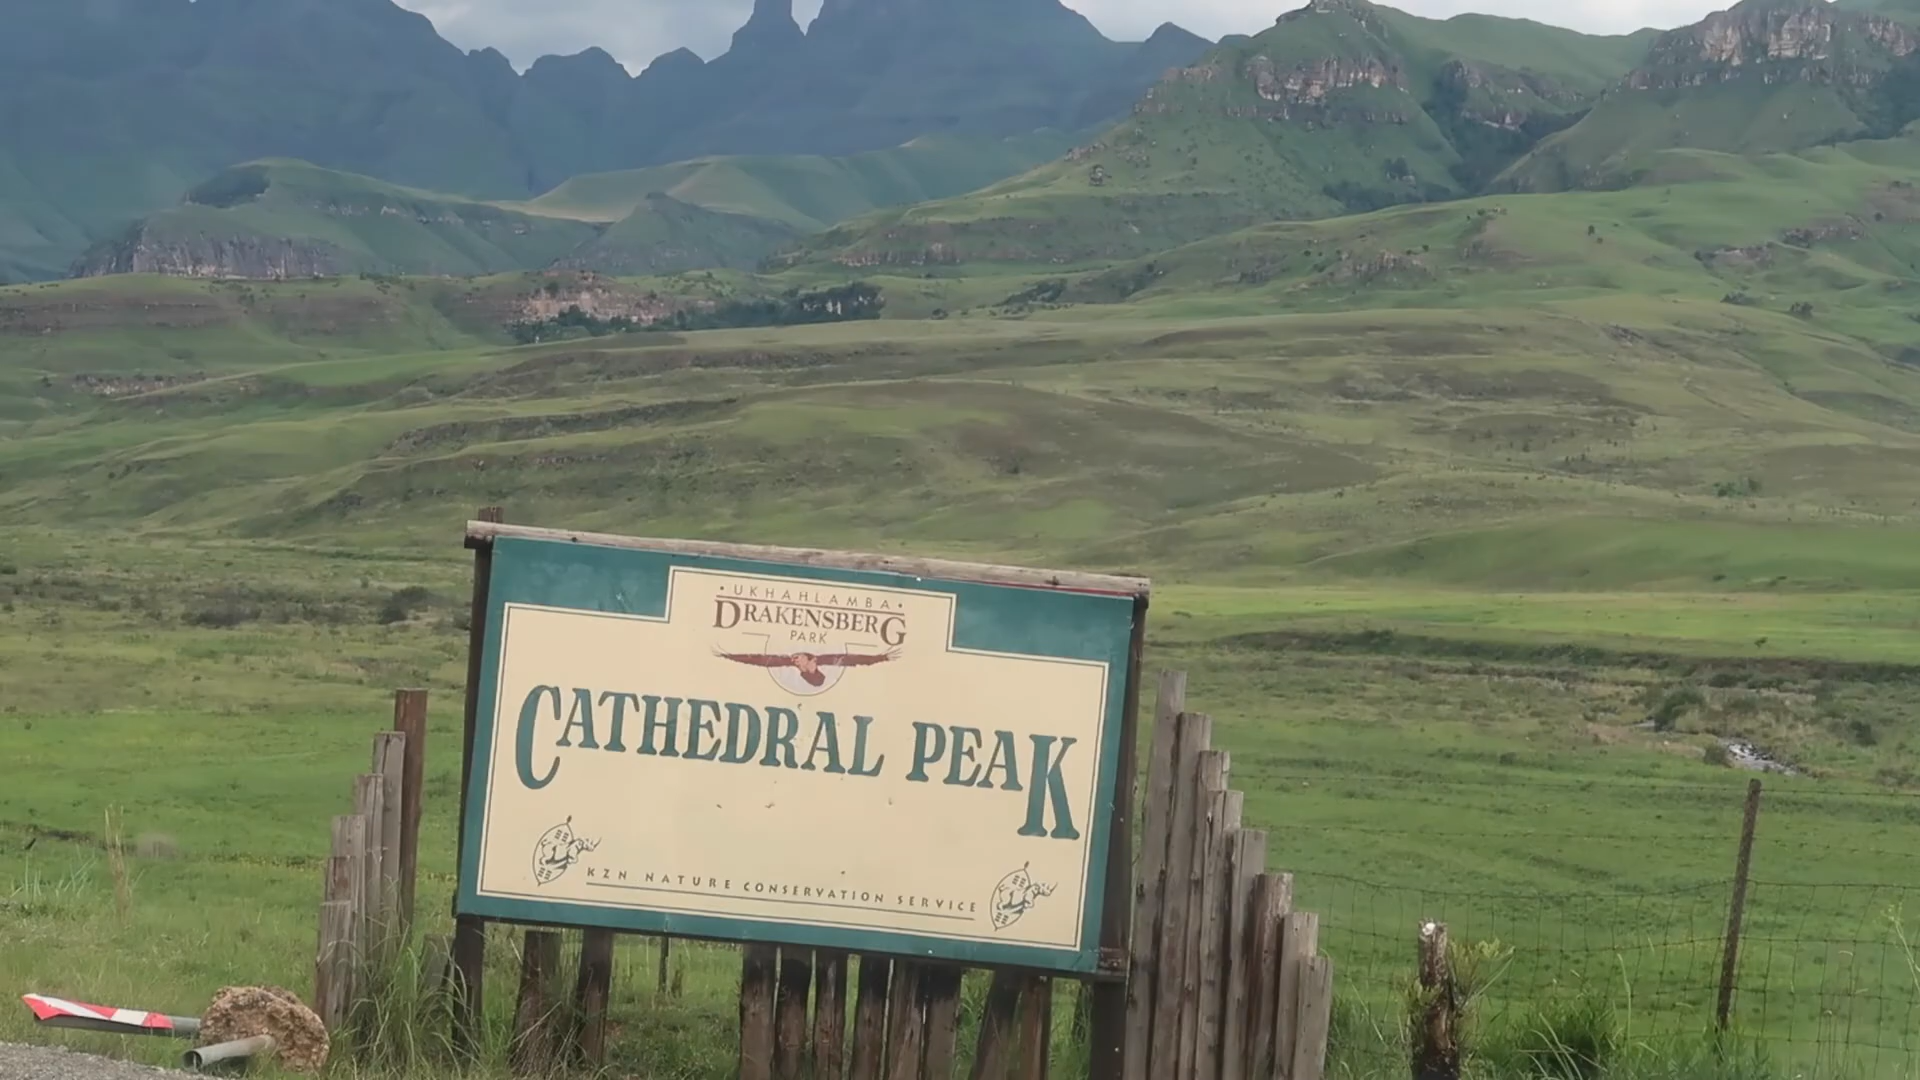 • UKHAHLAMBA •
DRAKENSBERG
PARK
CATHEDRAL PEAK
KZN NATURE CONSERVATION SERVICE